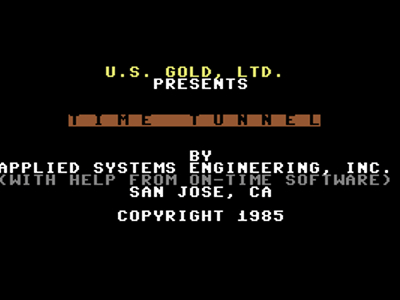 U.S. GOLD, LTD.
PRESENTS
TIME TUNNEL
BY
APPLIED SYSTEMS ENGINEERING, INC.
(WITH HELP FROM ON-TIME SOFTWARE)
SAN JOSE, CA
COPYRIGHT 1985